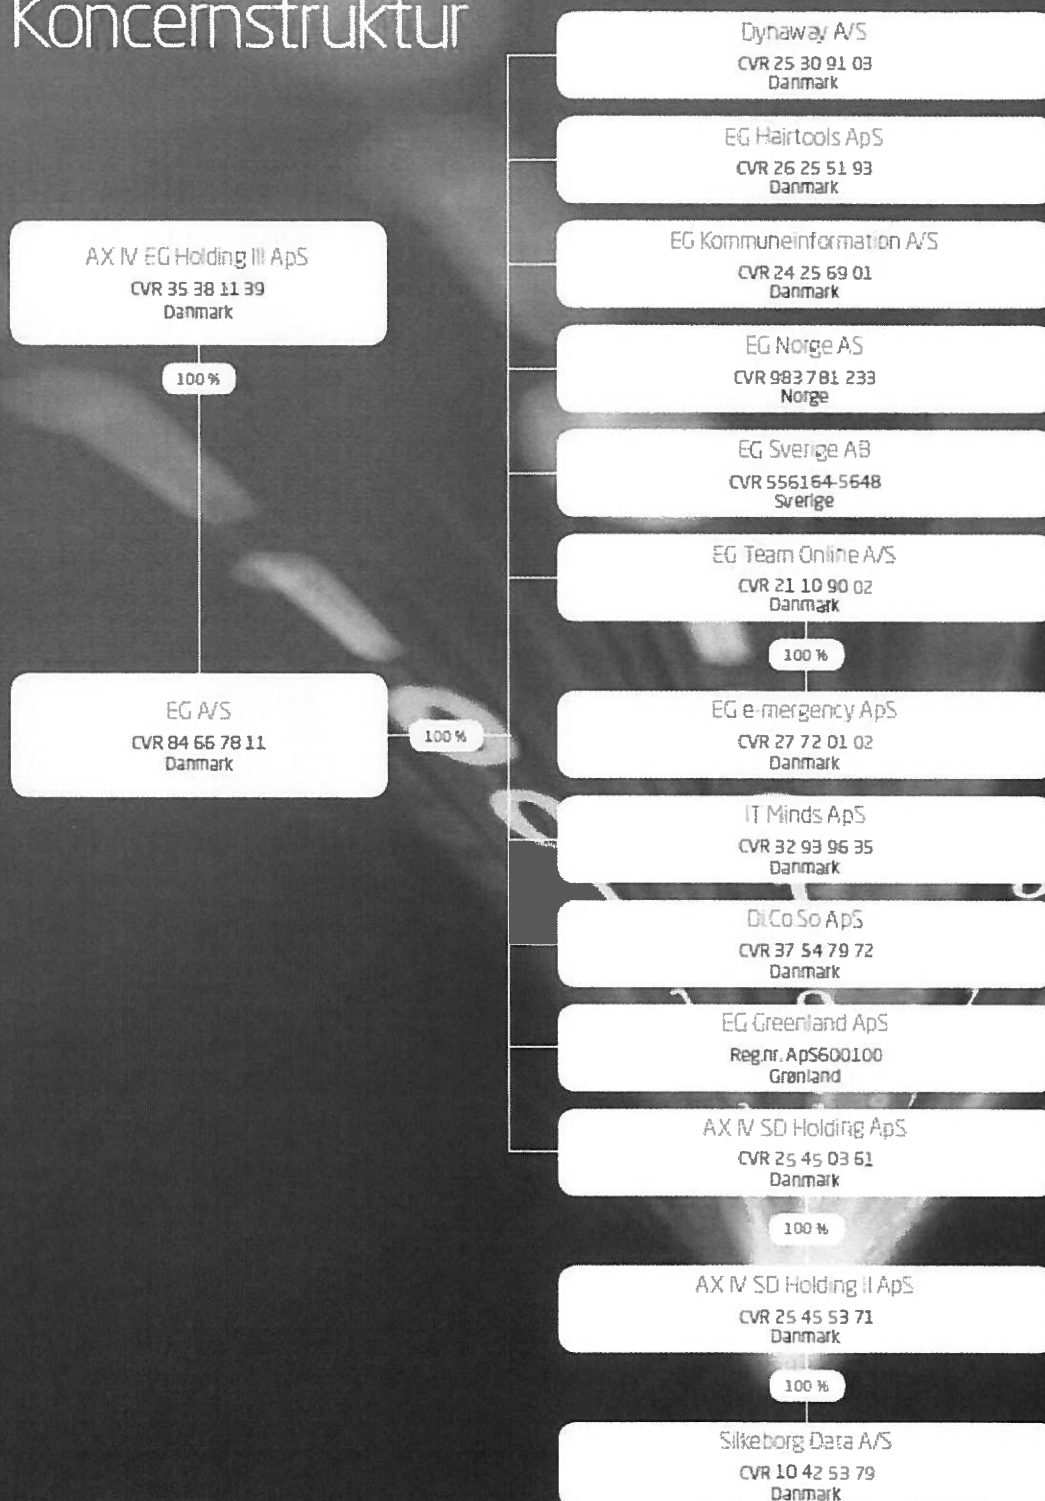 Koncernstruktur
AX IV EG Holding III ApS
CVR 35 38 11 39
Danmark
100 %
EG A/S
CVR 84 66 78 11
Danmark
100 %
Dynaway A/S
CVR 25 30 91 03
Danmark
EG Hairtools ApS
CVR 26 25 51 93
Danmark
EG Kommuneinformation A/S
CVR 24 25 69 01
Danmark
EG Norge AS
CVR 983 781 233
Norge
EG Sverige AB
CVR 556164-5648
Sverige
EG Team Online A/S
CVR 21 10 90 02
Danmark
100 %
EG e-mergency ApS
CVR 27 72 01 02
Danmark
IT Minds ApS
CVR 32 93 96 35
Danmark
Di.Co.So ApS
CVR 37 54 79 72
Danmark
EG Greenland ApS
Reg.nr. ApS600100
Grønland
AX IV SD Holding ApS
CVR 25 45 03 61
Danmark
100 %
AX IV SD Holding II ApS
CVR 25 45 53 71
Danmark
100 %
Silkeborg Data A/S
CVR 10 42 53 79
Danmark